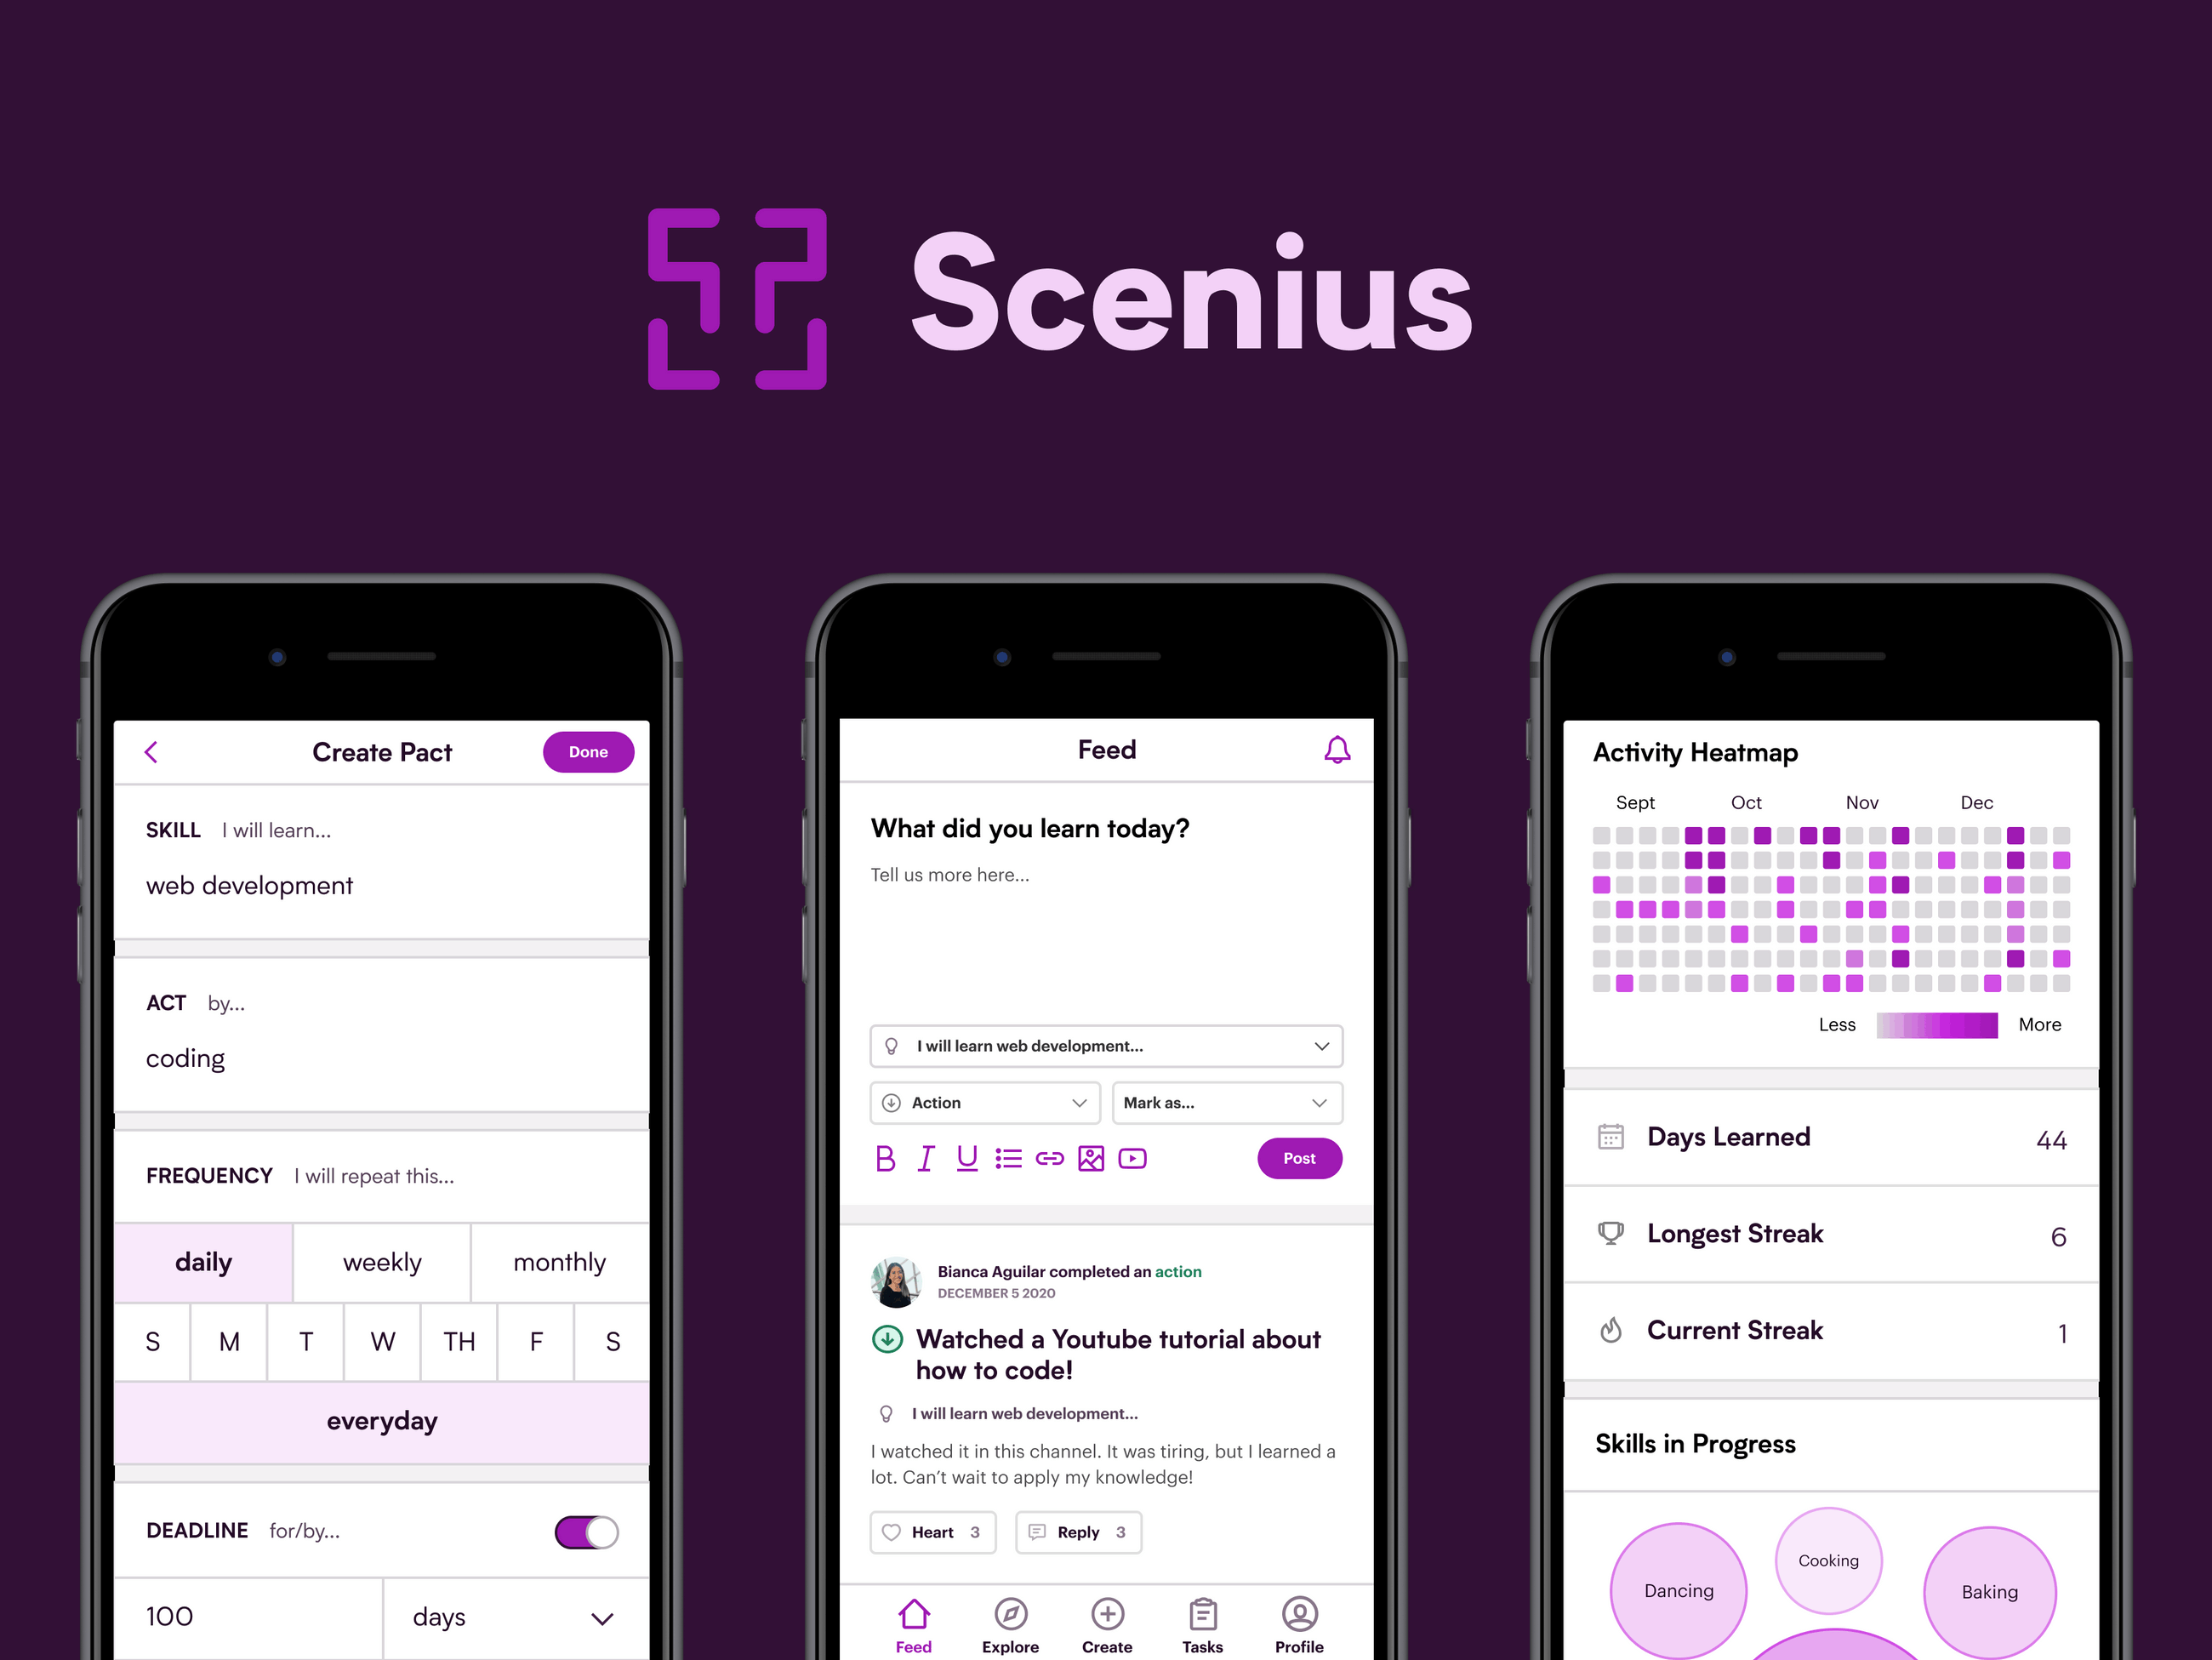 Scenius
Create Pact
Done
SKILL I will learn...
web development
ACT by...
coding
FREQUENCY I will repeat this...
daily weekly monthly
S M T W TH F S
everyday
DEADLINE for/by...
100 days
Feed
What did you learn today?
Tell us more here...
I will learn web development...
Action Mark as...
B I U Post
Bianca Aguilar completed an action
DECEMBER 5 2020
Watched a Youtube tutorial about
how to code!
I will learn web development...
I watched it in this channel. It was tiring, but I learned a
lot. Can't wait to apply my knowledge!
Heart 3 Reply 3
Feed Explore Create Tasks Profile
Activity Heatmap
Sept Oct Nov Dec
Less More
Days Learned 44
Longest Streak 6
Current Streak 1
Skills in Progress
Dancing Cooking Baking